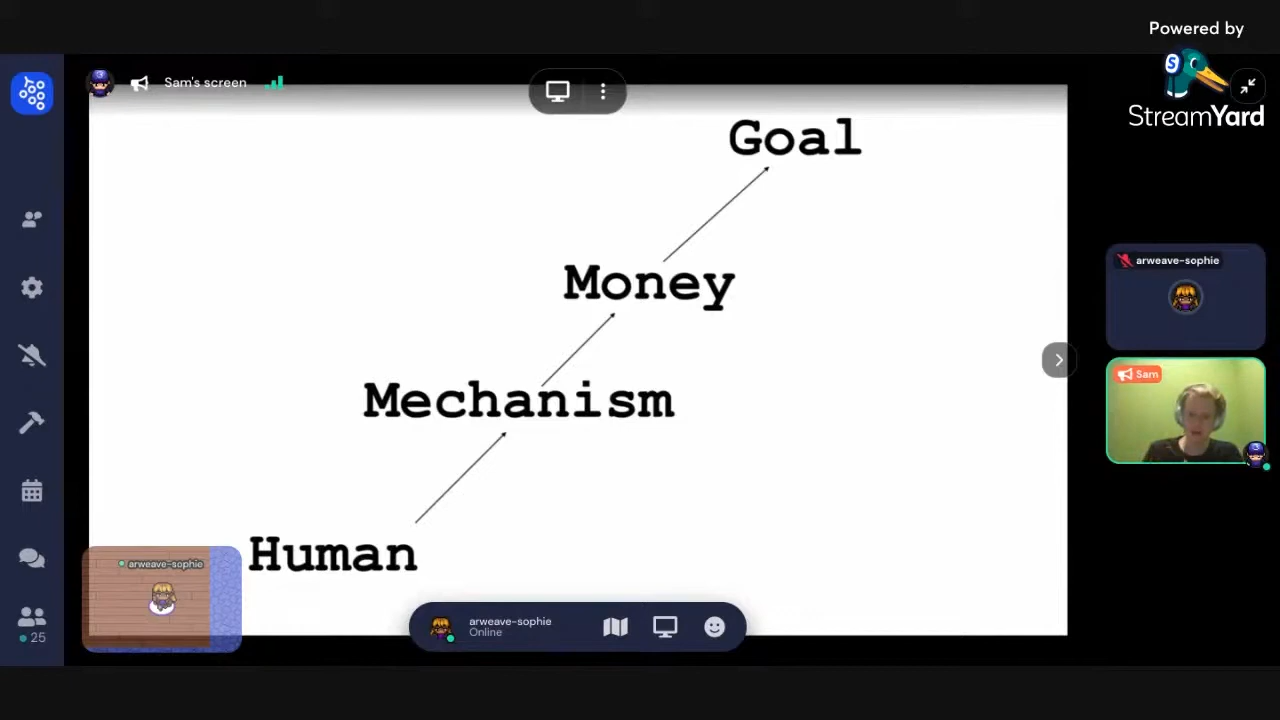 Powered by
StreamYard
Sam's screen
Goal
Money
Mechanism
Human
arweave-sophie
Sam
arweave-sophie
arweave-sophie
Online
25